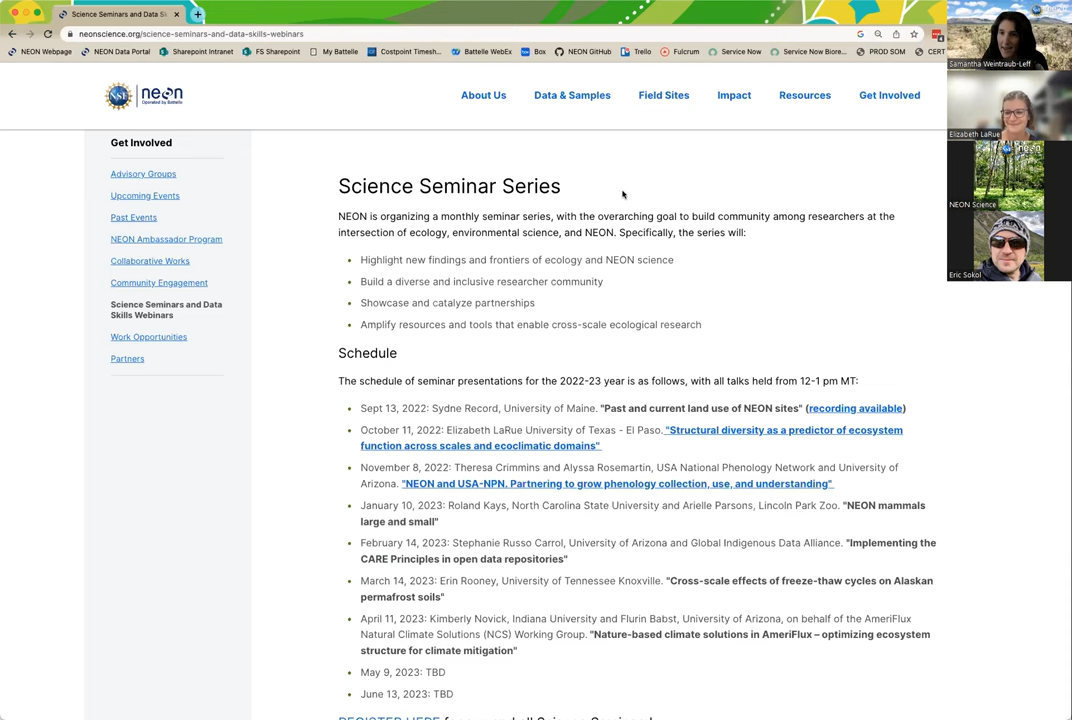 Science Seminars and Data Sk
neonscience.org/science-seminars-and-data-skills-webinars
NEON Webpage
NEON Data Portal
Sharepoint Intranet
FS Sharepoint
My Battelle
Costpoint Timesh...
Battelle WebEx
Box
NEON GitHub
Trello
Fulcrum
Service Now
Service Now Biore...
PROD SOM
CERT
Samantha Weintraub-Leff
Elizabeth LaRue
NEON Science
Eric Sokol
NSF
neon
Operated by Battelle
About Us
Data & Samples
Field Sites
Impact
Resources
Get Involved
Get Involved
Advisory Groups
Upcoming Events
Past Events
NEON Ambassador Program
Collaborative Works
Community Engagement
Science Seminars and Data
Skills Webinars
Work Opportunities
Partners
Science Seminar Series
NEON is organizing a monthly seminar series, with the overarching goal to build community among researchers at the
intersection of ecology, environmental science, and NEON. Specifically, the series will:
• Highlight new findings and frontiers of ecology and NEON science
• Build a diverse and inclusive researcher community
• Showcase and catalyze partnerships
• Amplify resources and tools that enable cross-scale ecological research
Schedule
The schedule of seminar presentations for the 2022-23 year is as follows, with all talks held from 12-1 pm MT:
• Sept 13, 2022: Sydne Record, University of Maine. "Past and current land use of NEON sites" (recording available)
• October 11, 2022: Elizabeth LaRue University of Texas - El Paso. "Structural diversity as a predictor of ecosystem
function across scales and ecoclimatic domains"
• November 8, 2022: Theresa Crimmins and Alyssa Rosemartin, USA National Phenology Network and University of
Arizona. "NEON and USA-NPN. Partnering to grow phenology collection, use, and understanding"
• January 10, 2023: Roland Kays, North Carolina State University and Arielle Parsons, Lincoln Park Zoo. "NEON mammals
large and small"
• February 14, 2023: Stephanie Russo Carrol, University of Arizona and Global Indigenous Data Alliance. "Implementing the
CARE Principles in open data repositories"
• March 14, 2023: Erin Rooney, University of Tennessee Knoxville. "Cross-scale effects of freeze-thaw cycles on Alaskan
permafrost soils"
• April 11, 2023: Kimberly Novick, Indiana University and Flurin Babst, University of Arizona, on behalf of the AmeriFlux
Natural Climate Solutions (NCS) Working Group. "Nature-based climate solutions in AmeriFlux – optimizing ecosystem
structure for climate mitigation"
• May 9, 2023: TBD
• June 13, 2023: TBD